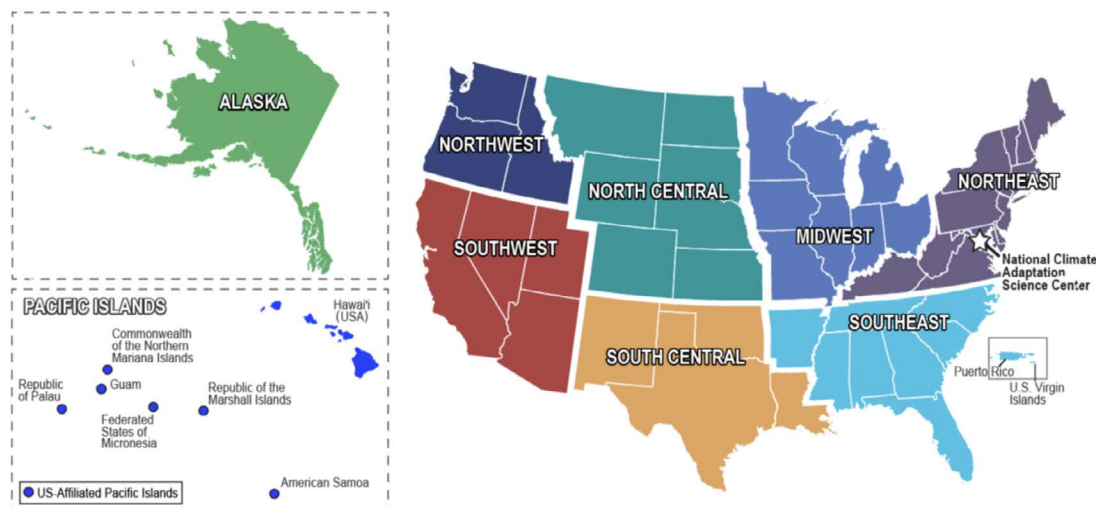 ALASKA
PACIFIC ISLANDS
Hawai'i
(USA)
Commonwealth
of the Northern
Mariana Islands
Guam
Republic
of Palau
Republic of the
Marshall Islands
Federated
States of
Micronesia
American Samoa
US-Affiliated Pacific Islands
NORTHWEST
NORTH CENTRAL
SOUTHWEST
MIDWEST
NORTHEAST
National Climate
Adaptation
Science Center
SOUTH CENTRAL
SOUTHEAST
Puerto Rico
U.S. Virgin
Islands